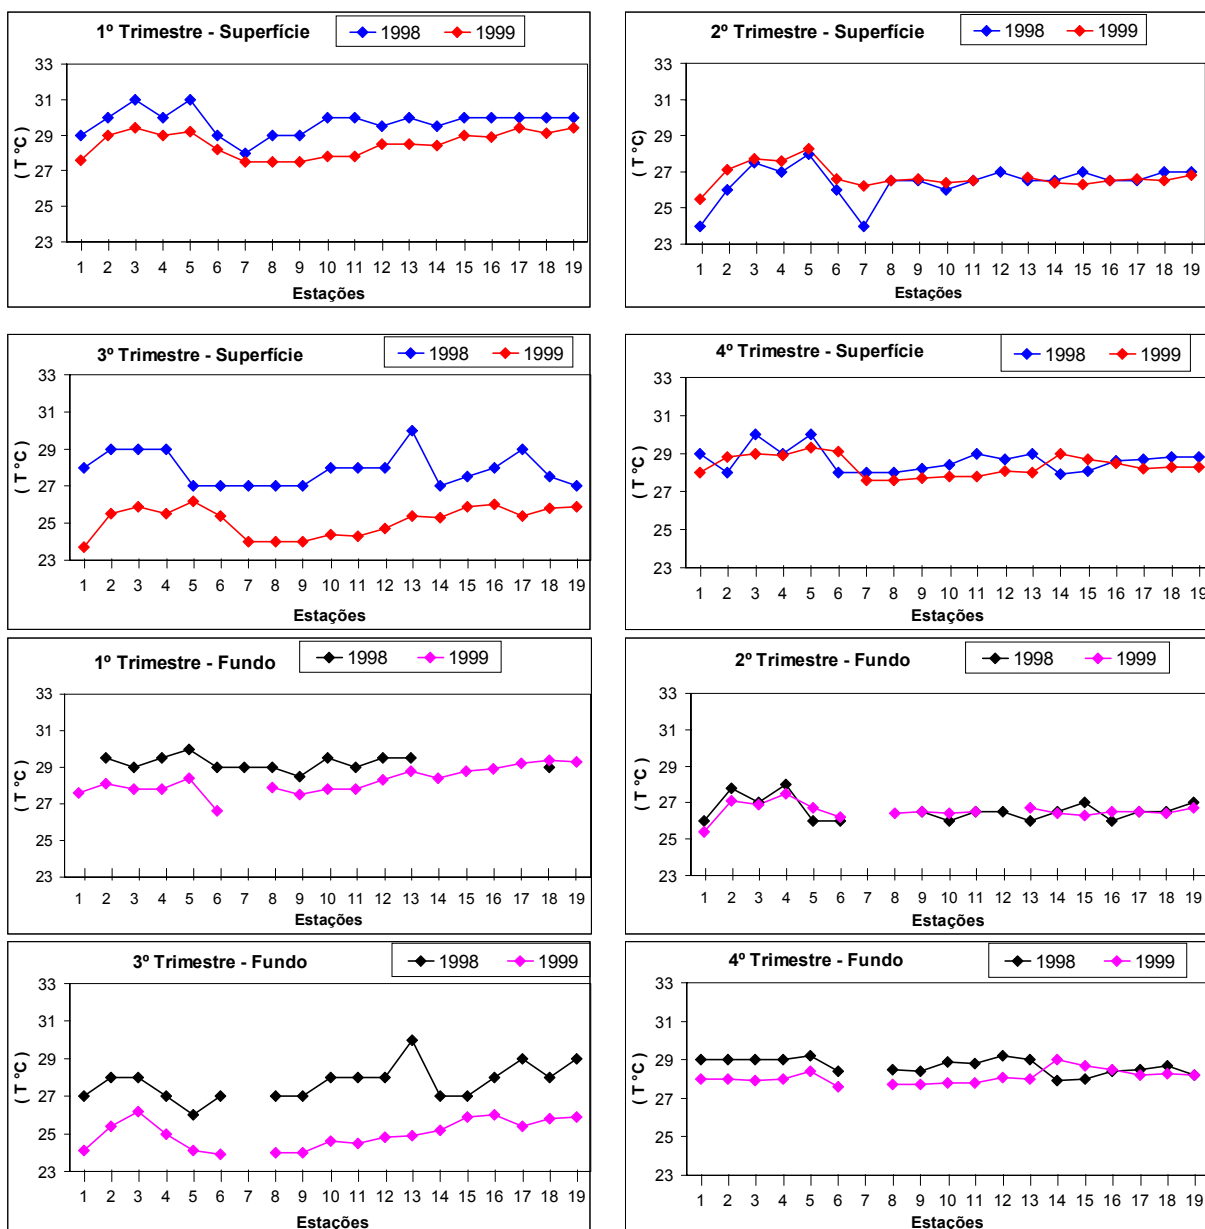 1º Trimestre - Superfície
1998 1999
33
31
29
27
25
23
( T °C )
1 2 3 4 5 6 7 8 9 10 11 12 13 14 15 16 17 18 19
Estações
2º Trimestre - Superfície
1998 1999
33
31
29
27
25
23
( T °C )
1 2 3 4 5 6 7 8 9 10 11 12 13 14 15 16 17 18 19
Estações
3º Trimestre - Superfície
1998 1999
33
31
29
27
25
23
( T °C )
1 2 3 4 5 6 7 8 9 10 11 12 13 14 15 16 17 18 19
Estações
4º Trimestre - Superfície
1998 1999
33
31
29
27
25
23
( T °C )
1 2 3 4 5 6 7 8 9 10 11 12 13 14 15 16 17 18 19
Estações
1º Trimestre - Fundo
1998 1999
33
31
29
27
25
23
( T °C )
1 2 3 4 5 6 7 8 9 10 11 12 13 14 15 16 17 18 19
Estações
2º Trimestre - Fundo
1998 1999
33
31
29
27
25
23
( T °C )
1 2 3 4 5 6 7 8 9 10 11 12 13 14 15 16 17 18 19
Estações
3º Trimestre - Fundo
1998 1999
33
31
29
27
25
23
( T °C )
1 2 3 4 5 6 7 8 9 10 11 12 13 14 15 16 17 18 19
Estações
4º Trimestre - Fundo
1998 1999
33
31
29
27
25
23
( T °C )
1 2 3 4 5 6 7 8 9 10 11 12 13 14 15 16 17 18 19
Estações